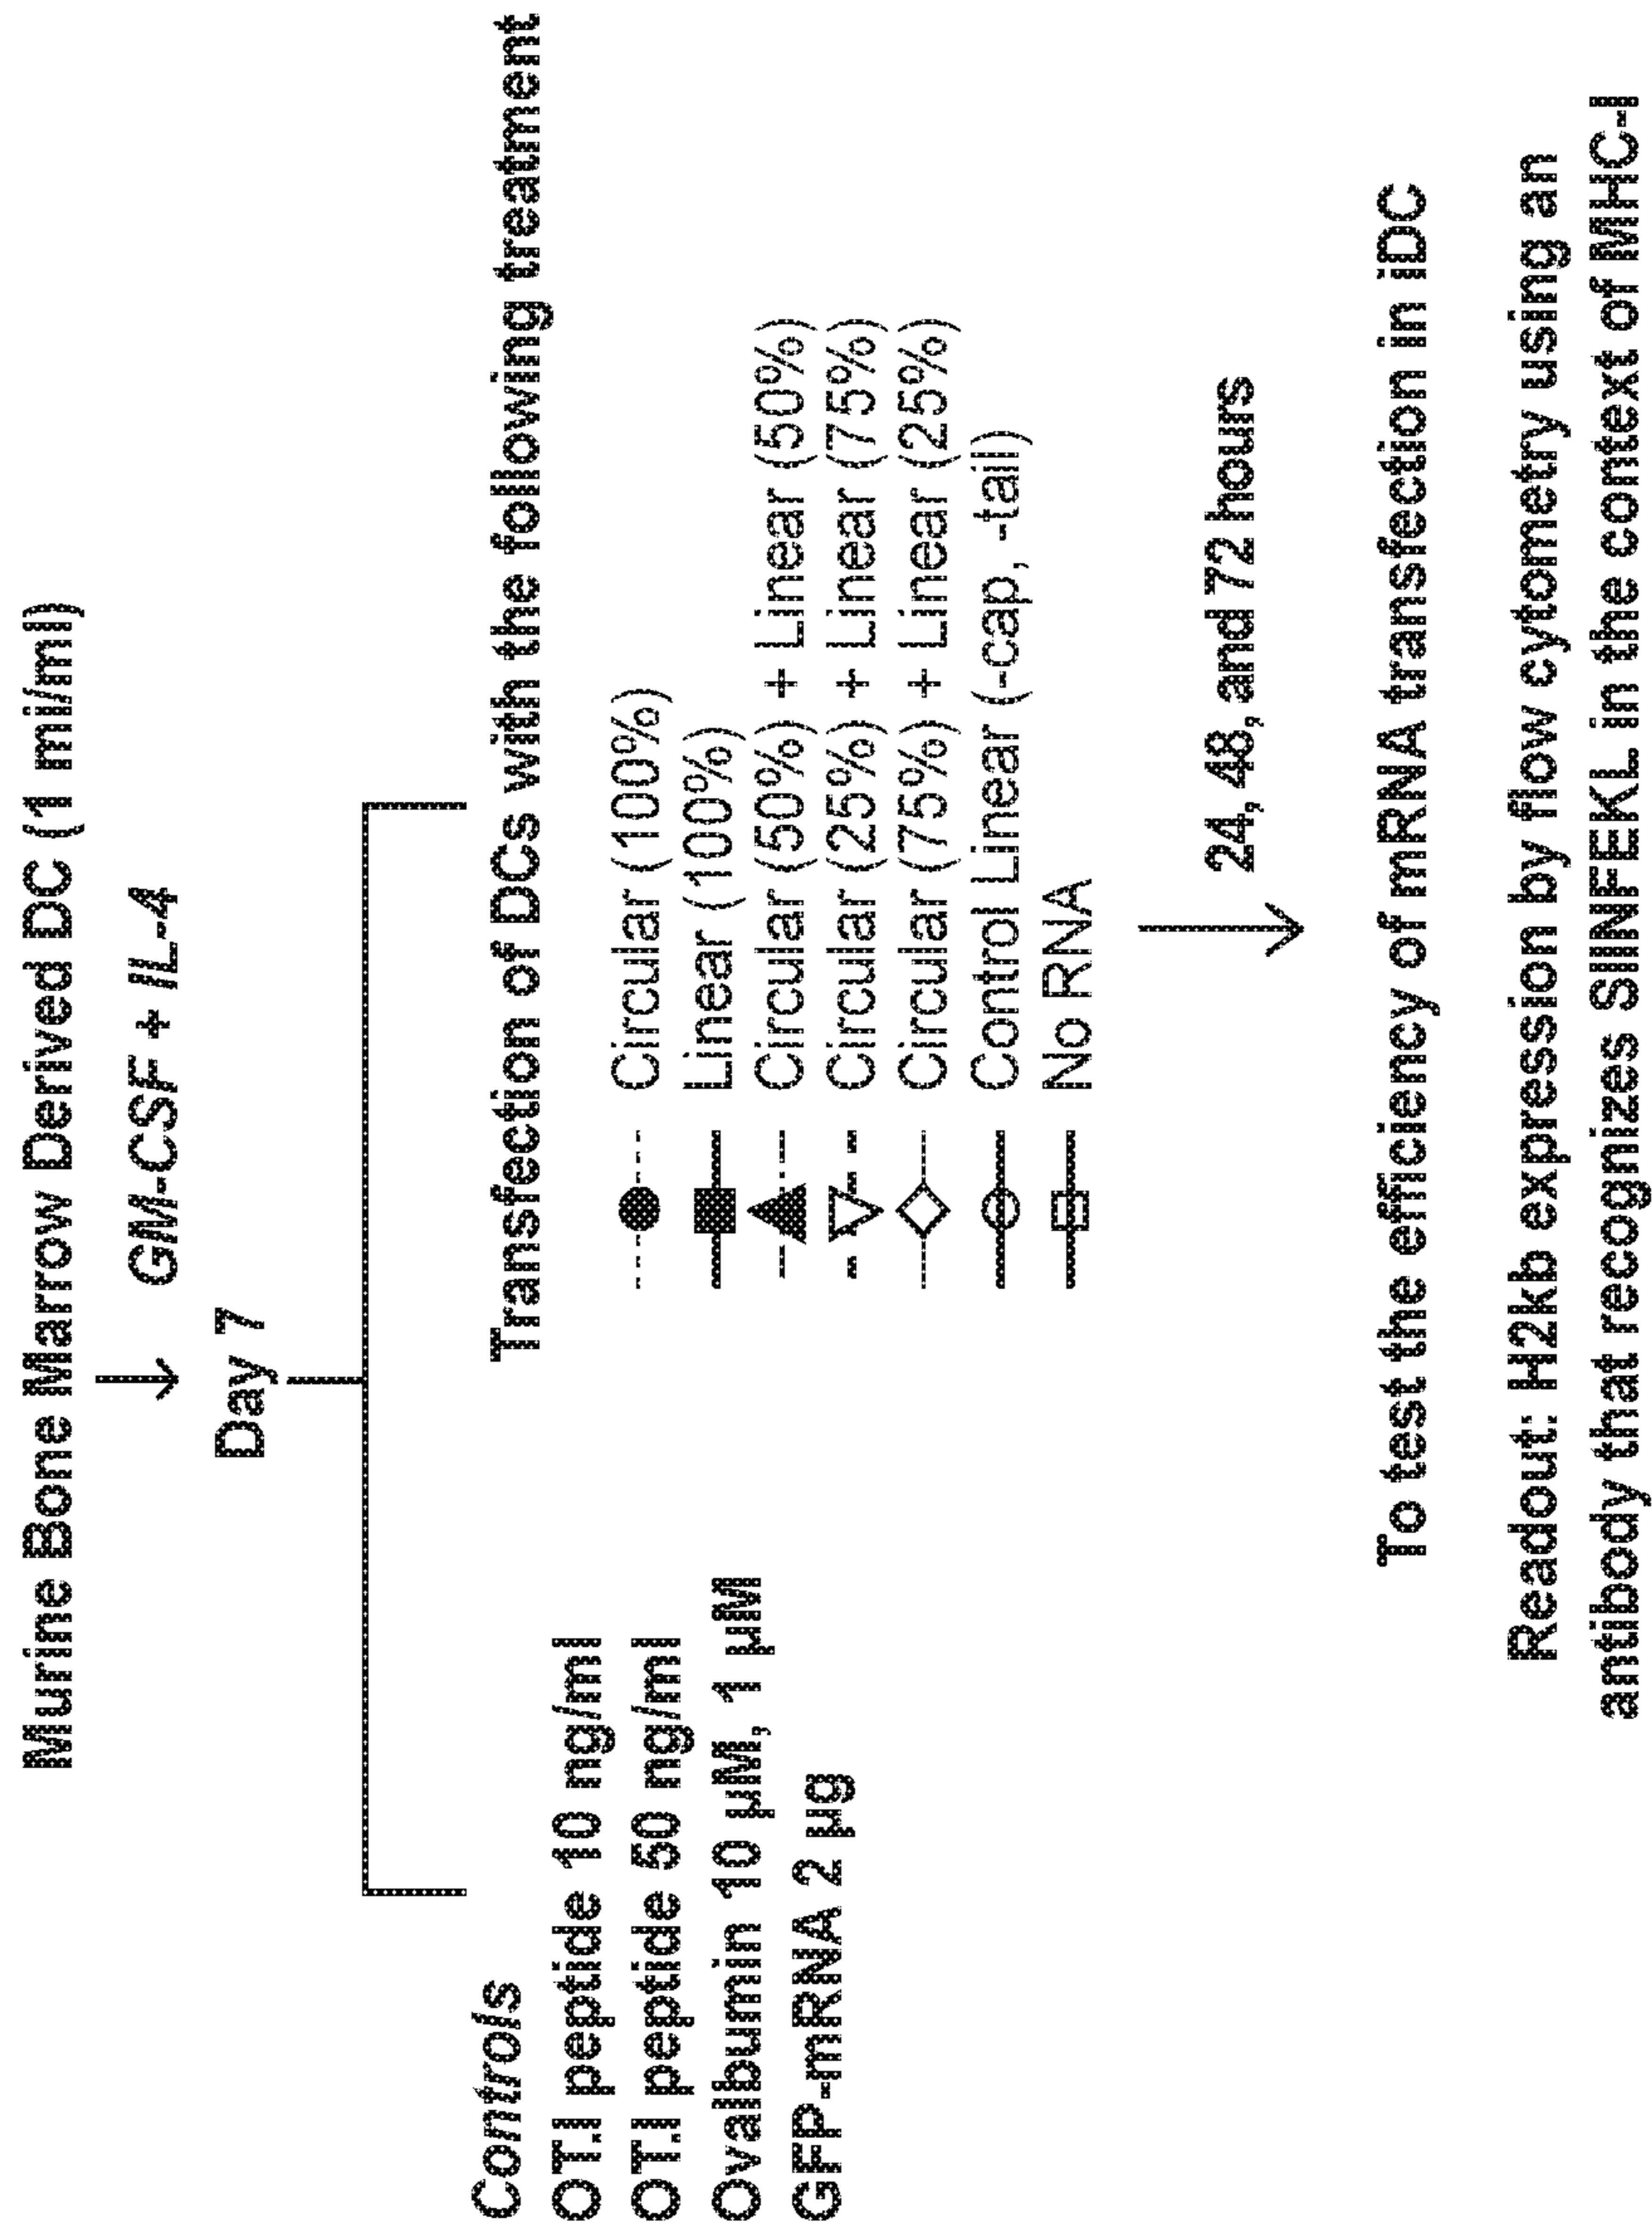 Murine Bone Marrow Derived DC (1 ml/ml)
GM-CSF + IL-4
Day 7
Controls
OT.I peptide 10 ng/ml
OT.I peptide 50 ng/ml
Ovalbumin 10 µM, 1 µM
GFP-mRNA 2 µg
Transfection of DCs with the following treatment
Circular (100%)
Linear (100%)
Circular (50%) + Linear (50%)
Circular (25%) + Linear (75%)
Circular (75%) + Linear (25%)
Control Linear (-cap, -tail)
No RNA
24, 48, and 72 hours
To test the efficiency of mRNA transfection in iDC
Readout: H2kb expression by flow cytometry using an
antibody that recognizes SIINFEKL in the context of MHC-I